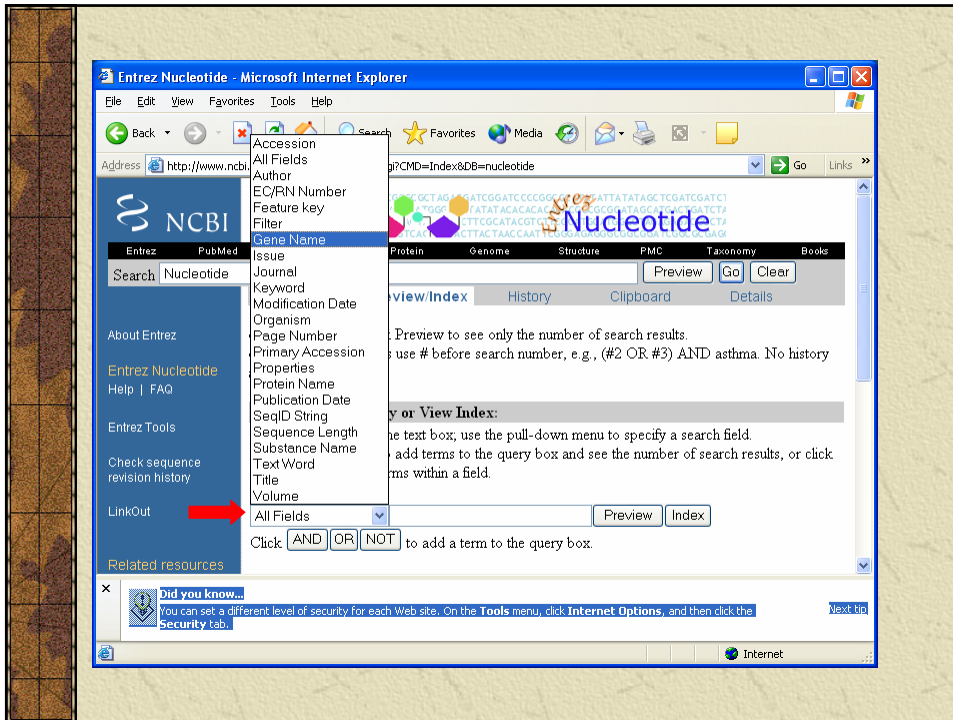 Entrez Nucleotide - Microsoft Internet Explorer
File Edit View Favorites Tools Help
Back Search Favorites Media
Address http://www.ncbi. gi?CMD=Index&DB=nucleotide Go Links »
NCBI
Entrez Nucleotide
Entrez PubMed Protein Genome Structure PMC Taxonomy Books
Search Nucleotide Preview Go Clear
eview/Index History Clipboard Details
Accession
All Fields
Author
EC/RN Number
Feature key
Filter
Gene Name
Issue
Journal
Keyword
Modification Date
Organism
Page Number
Primary Accession
Properties
Protein Name
Publication Date
SeqID String
Sequence Length
Substance Name
Text Word
Title
Volume
About Entrez
Entrez Nucleotide
Help | FAQ
Entrez Tools
Check sequence
revision history
LinkOut
Related resources
Preview to see only the number of search results.
use # before search number, e.g., (#2 OR #3) AND asthma. No history
y or View Index:
he text box; use the pull-down menu to specify a search field.
add terms to the query box and see the number of search results, or click
rms within a field.
All Fields Preview Index
Click AND OR NOT to add a term to the query box.
Did you know...
You can set a different level of security for each Web site. On the Tools menu, click Internet Options, and then click the
Security tab.
Next tip
Internet